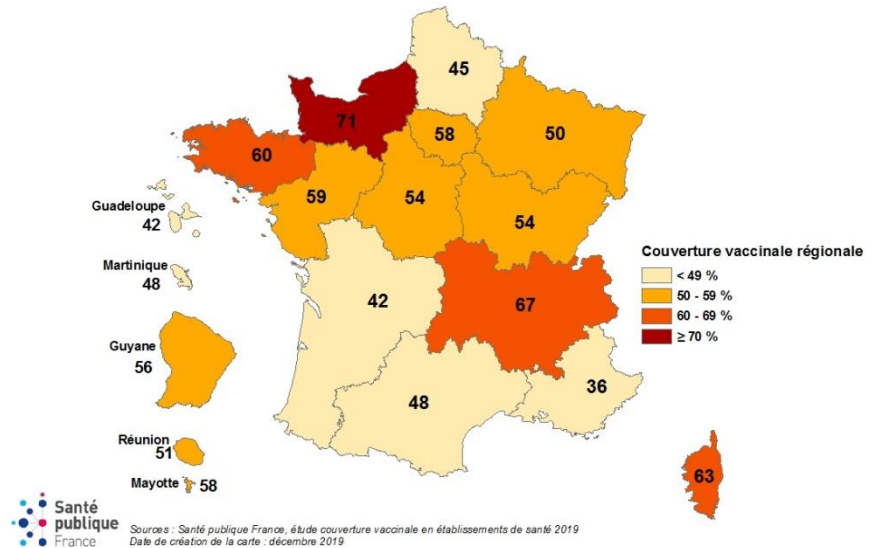 45
71
58
50
60
59
54
54
Guadeloupe
42
Martinique
48
Guyane
56
Réunion
51
Mayotte 58
42
67
48
36
63
Couverture vaccinale régionale
< 49 %
50 - 59 %
60 - 69 %
≥ 70 %
Santé
publique
France
Sources : Santé publique France, étude couverture vaccinale en établissements de santé 2019
Date de création de la carte : décembre 2019